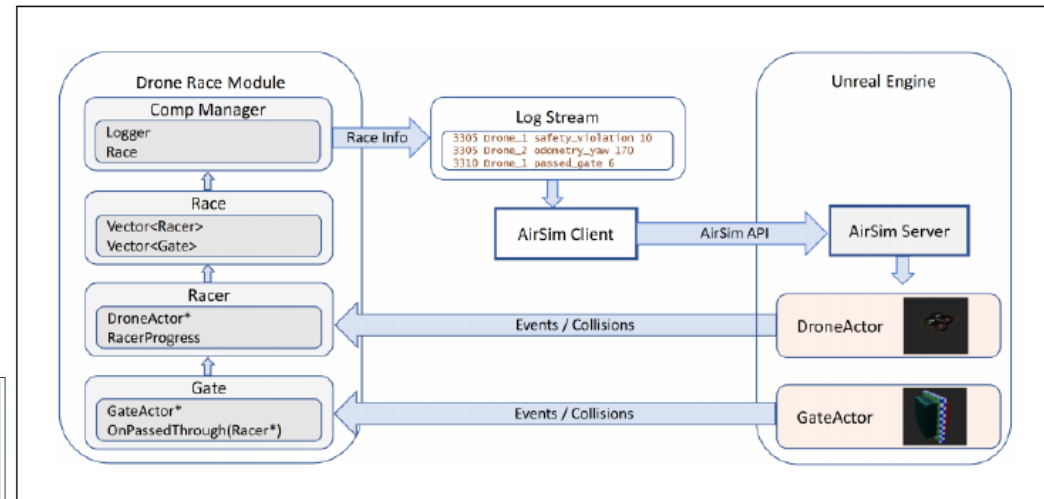 Drone Race Module
Comp Manager
Logger
Race
Race Info
Log Stream
3305 Drone_1 safety_violation 10
3305 Drone_2 odometry_yaw 170
3310 Drone_1 passed_gate 6
Unreal Engine
Race
Vector<Racer>
Vector<Gate>
AirSim Client
AirSim API
AirSim Server
Racer
DroneActor*
RacerProgress
Events / Collisions
DroneActor
Gate
GateActor*
OnPassedThrough(Racer*)
Events / Collisions
GateActor